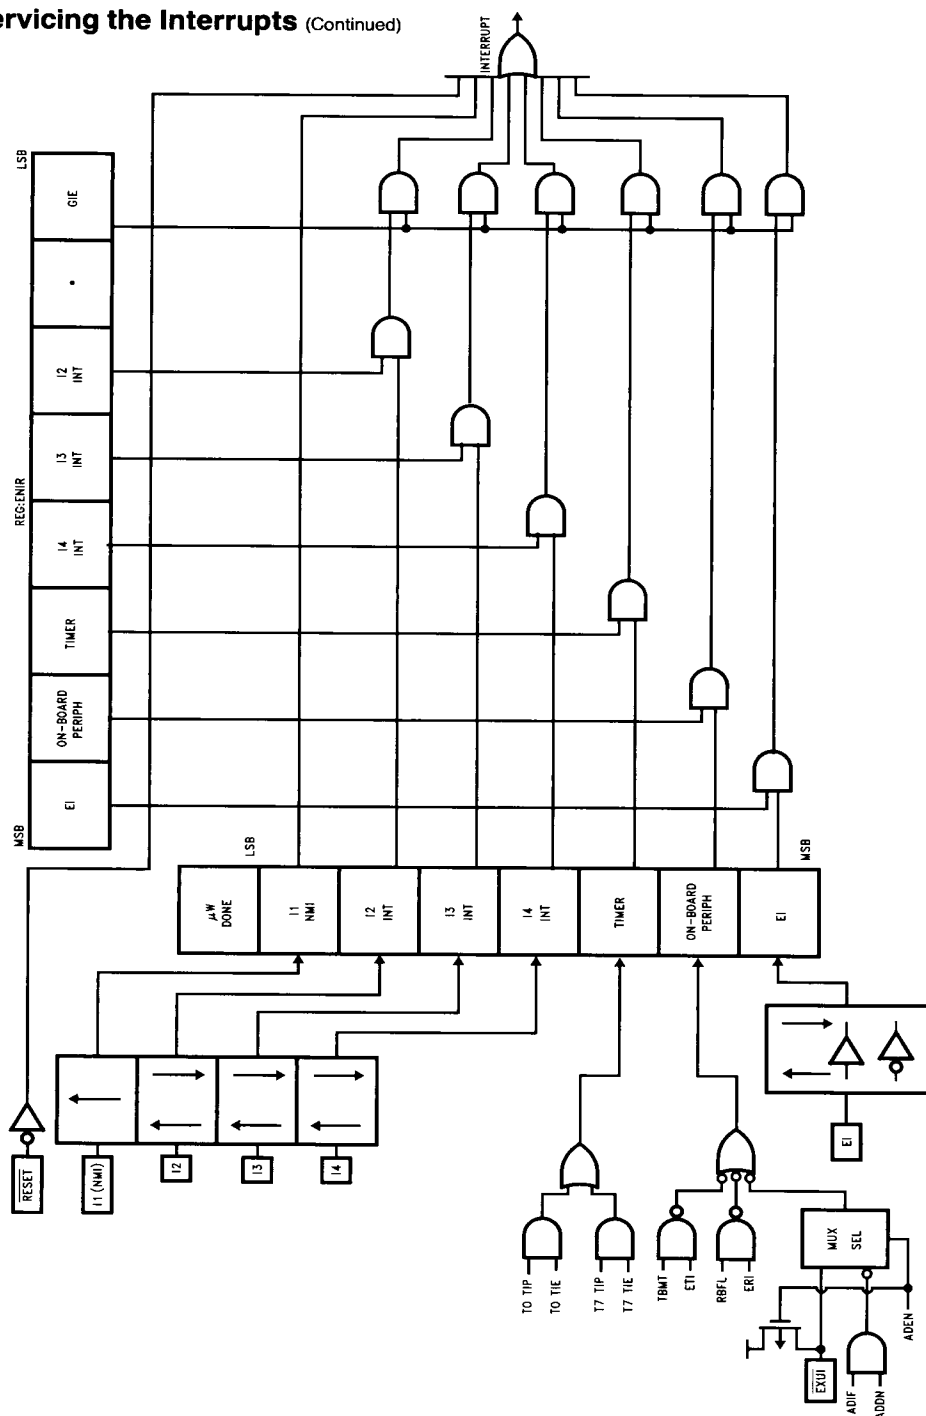 ervicing the Interrupts (Continued)
INTERRUPT
LSB
GIE
•
I2
INT
I3
INT
REG:ENIR
I4
INT
TIMER
ON-BOARD
PERIPH
EI
MSB
LSB
MSB
μW
DONE
I1
NMI
I2
INT
I3
INT
I4
INT
TIMER
ON-BOARD
PERIPH
EI
RESET
I1 (NMI)
I2
I3
I4
EI
T0 TIP
T0 TIE
T7 TIP
T7 TIE
TBMT
ETI
RBFL
ERI
MUX
SEL
EXUI
ADIF
ADDN
ADEN